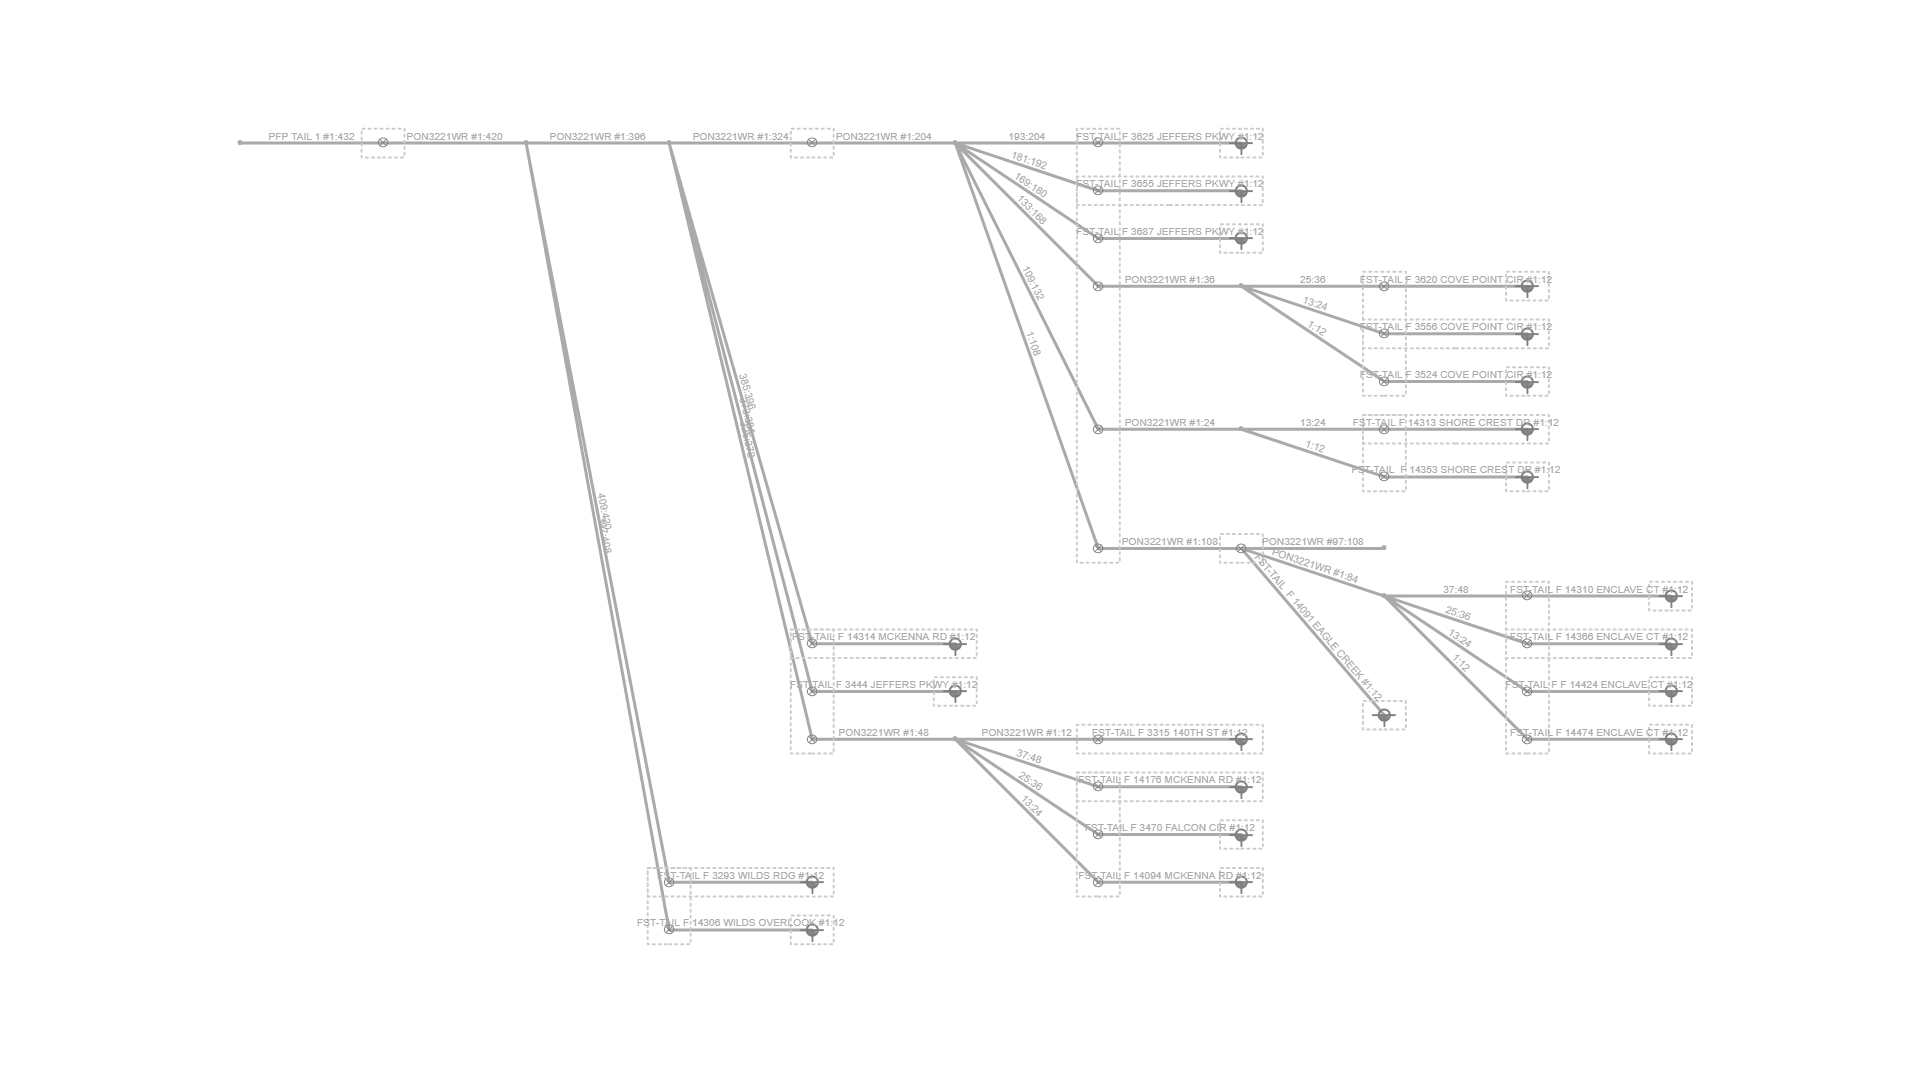 PFP TAIL 1 #1:432
PON3221WR #1:420
PON3221WR #1:396
PON3221WR #1:324
PON3221WR #1:204
193:204
FST-TAIL F 3625 JEFFERS PKWY #1:12
181:192
FST-TAIL F 3655 JEFFERS PKWY #1:12
169:180
FST-TAIL F 3687 JEFFERS PKWY #1:12
133:168
PON3221WR #1:36
25:36
FST-TAIL F 3620 COVE POINT CIR #1:12
13:24
FST-TAIL F 3556 COVE POINT CIR #1:12
1:12
FST-TAIL F 3524 COVE POINT CIR #1:12
109:132
PON3221WR #1:24
13:24
FST-TAIL F 14313 SHORE CREST DR #1:12
1:12
FST-TAIL F 14353 SHORE CREST DR #1:12
1:108
PON3221WR #1:108
PON3221WR #97:108
PON3221WR #1:84
FST-TAIL F 14091 EAGLE CREEK #1:12
37:48
FST-TAIL F 14310 ENCLAVE CT #1:12
25:36
FST-TAIL F 14366 ENCLAVE CT #1:12
13:24
FST-TAIL F F 14424 ENCLAVE CT #1:12
1:12
FST-TAIL F 14474 ENCLAVE CT #1:12
385:396
FST-TAIL F 14314 MCKENNA RD #1:12
FST-TAIL F 3444 JEFFERS PKWY #1:12
PON3221WR #1:48
PON3221WR #1:12
FST-TAIL F 3315 140TH ST #1:12
37:48
FST-TAIL F 14176 MCKENNA RD #1:12
25:36
FST-TAIL F 3470 FALCON CIR #1:12
13:24
FST-TAIL F 14094 MCKENNA RD #1:12
409:420
FST-TAIL F 3293 WILDS RDG #1:12
FST-TAIL F 14306 WILDS OVERLOOK #1:12